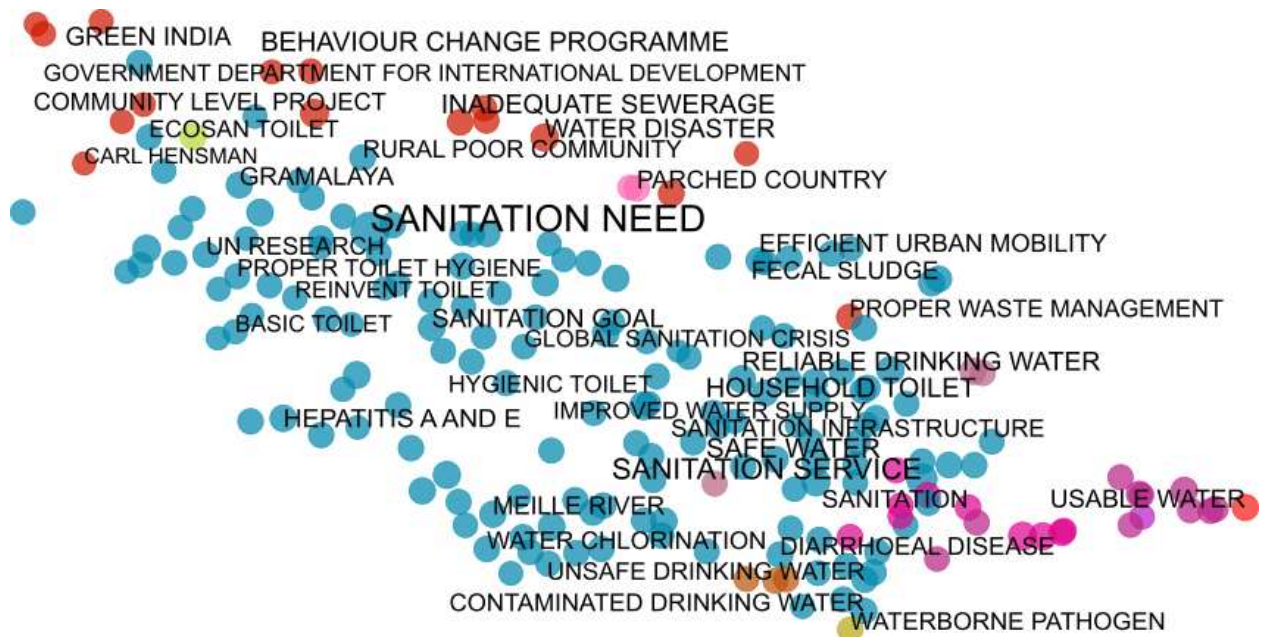 GREEN INDIA
BEHAVIOUR CHANGE PROGRAMME
GOVERNMENT DEPARTMENT FOR INTERNATIONAL DEVELOPMENT
COMMUNITY LEVEL PROJECT
INADEQUATE SEWERAGE
ECOSAN TOILET
WATER DISASTER
CARL HENSMAN
RURAL POOR COMMUNITY
GRAMALAYA
PARCHED COUNTRY
SANITATION NEED
UN RESEARCH
EFFICIENT URBAN MOBILITY
PROPER TOILET HYGIENE
FECAL SLUDGE
REINVENT TOILET
PROPER WASTE MANAGEMENT
BASIC TOILET
SANITATION GOAL
GLOBAL SANITATION CRISIS
RELIABLE DRINKING WATER
HYGIENIC TOILET
HOUSEHOLD TOILET
HEPATITIS A AND E
IMPROVED WATER SUPPLY
SANITATION INFRASTRUCTURE
SAFE WATER
SANITATION SERVICE
MEILLE RIVER
SANITATION
USABLE WATER
WATER CHLORINATION
DIARRHOEAL DISEASE
UNSAFE DRINKING WATER
CONTAMINATED DRINKING WATER
WATERBORNE PATHOGEN